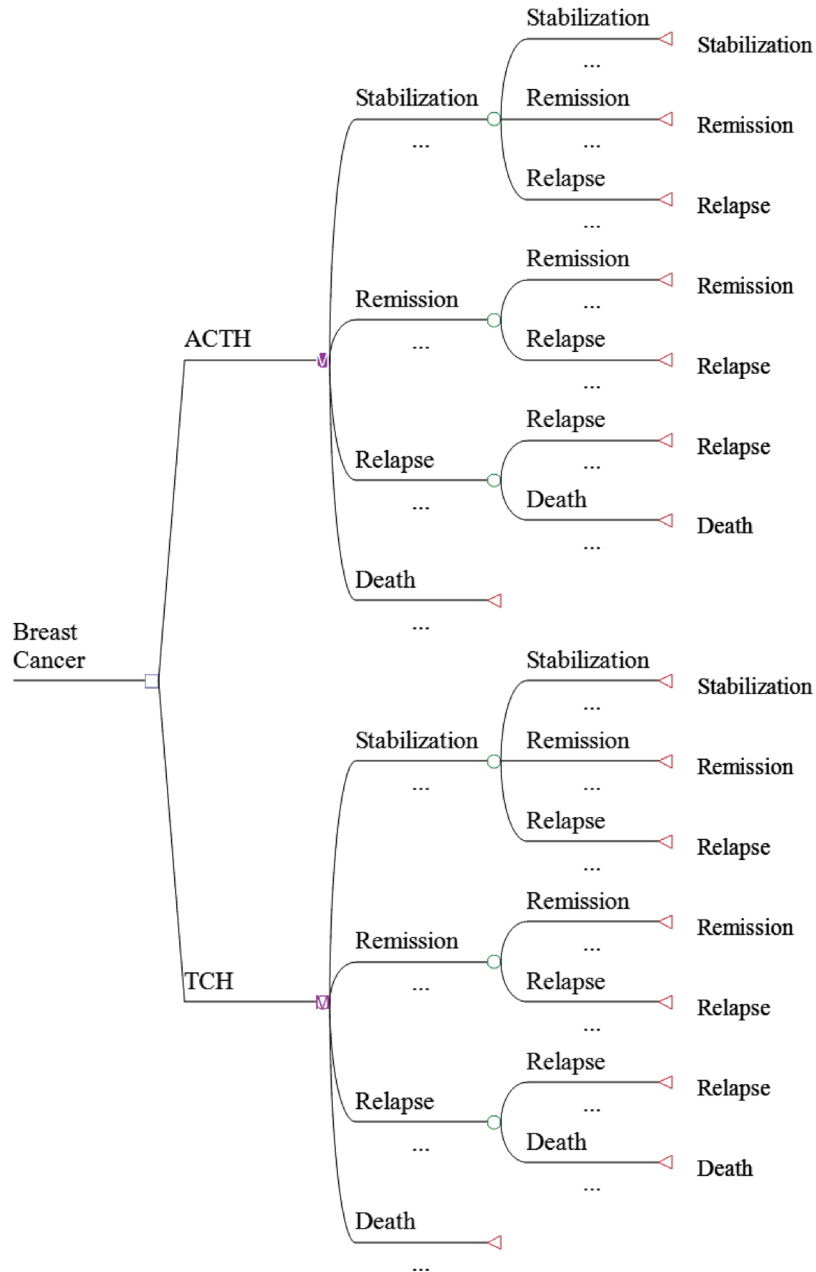 Stabilization
Stabilization
...
Stabilization
Remission
Remission
...
...
Relapse
Relapse
...
Remission
Remission
Remission
...
...
ACTH
Relapse
Relapse
...
Relapse
Relapse
Relapse
...
...
Death
Death
...
Death
...
Breast
Cancer
Stabilization
Stabilization
...
Stabilization
Remission
Remission
...
...
Relapse
Relapse
...
Remission
Remission
Remission
...
...
TCH
Relapse
Relapse
...
Relapse
Relapse
Relapse
...
...
Death
Death
...
Death
...